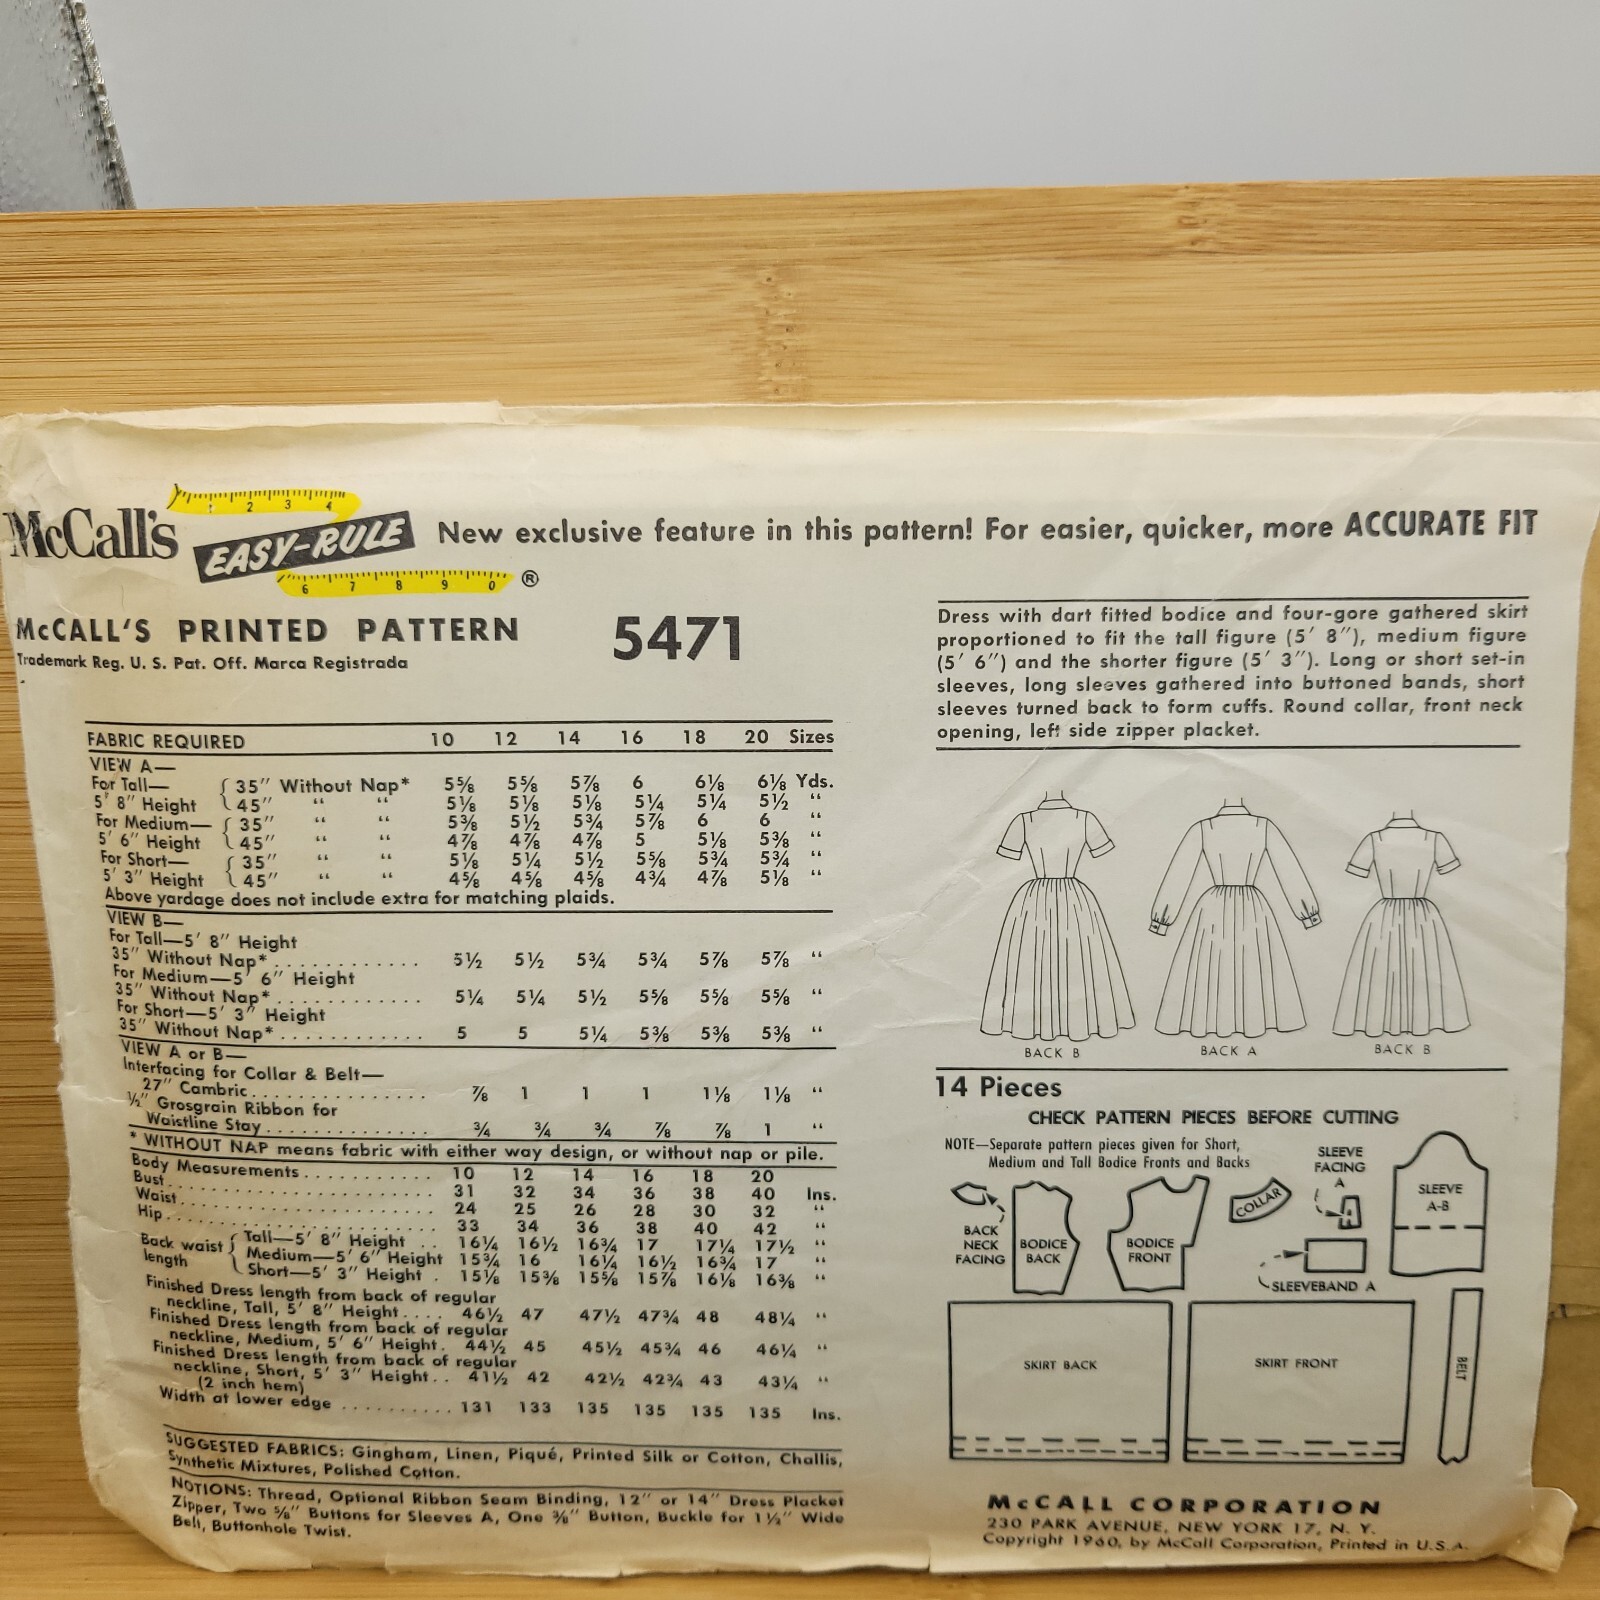 McCall's
1 2 3 4
EASY-RULE
6 7 8 9 0 ®
New exclusive feature in this pattern! For easier, quicker, more ACCURATE FIT
McCALL'S PRINTED PATTERN 5471
Trademark Reg. U. S. Pat. Off. Marca Registrada
FABRIC REQUIRED 10 12 14 16 18 20 Sizes
VIEW A—
For Tall— { 35″ Without Nap* 5⅝ 5⅝ 5⅞ 6 6⅛ 6⅛ Yds.
5′ 8″ Height 45″ “ “ 5⅛ 5⅛ 5⅛ 5¼ 5¼ 5½ “
For Medium— { 35″ “ “ 5⅜ 5½ 5¾ 5⅞ 6 6 “
5′ 6″ Height 45″ “ “ 4⅞ 4⅞ 4⅞ 5 5⅛ 5⅜ “
For Short— { 35″ “ “ 5⅛ 5¼ 5½ 5⅝ 5¾ 5¾ “
5′ 3″ Height 45″ “ “ 4⅝ 4⅝ 4⅝ 4¾ 4⅞ 5⅛ “
Above yardage does not include extra for matching plaids.
VIEW B—
For Tall—5′ 8″ Height
35″ Without Nap* . . . . . . . . . . . . 5½ 5½ 5¾ 5¾ 5⅞ 5⅞ “
For Medium—5′ 6″ Height
35″ Without Nap* . . . . . . . . . . . . 5¼ 5¼ 5½ 5⅝ 5⅝ 5⅝ “
For Short—5′ 3″ Height
35″ Without Nap* . . . . . . . . . . . . 5 5 5¼ 5⅜ 5⅜ 5⅜ “
VIEW A or B—
Interfacing for Collar & Belt—
27″ Cambric . . . . . . . . . . . . . . ⅞ 1 1 1 1⅛ 1⅛ “
½″ Grosgrain Ribbon for
Waistline Stay . . . . . . . . . . . . . . ¾ ¾ ¾ ⅞ ⅞ 1 “
* WITHOUT NAP means fabric with either way design, or without nap or pile.
Body Measurements . . . . . . . . . . . 10 12 14 16 18 20
Bust . . . . . . . . . . . . . . . . . . . . . 31 32 34 36 38 40 Ins.
Waist . . . . . . . . . . . . . . . . . . . . 24 25 26 28 30 32 “
Hip . . . . . . . . . . . . . . . . . . . . . 33 34 36 38 40 42 “
Back waist length { Tall—5′ 8″ Height . . 16¼ 16½ 16¾ 17 17¼ 17½ “
Medium—5′ 6″ Height 15¾ 16 16¼ 16½ 16¾ 17 “
Short—5′ 3″ Height . 15⅛ 15⅜ 15⅝ 15⅞ 16⅛ 16⅜ “
Finished Dress length from back of regular
neckline, Tall, 5′ 8″ Height . . . . 46½ 47 47½ 47¾ 48 48¼ “
Finished Dress length from back of regular
neckline, Medium, 5′ 6″ Height . 44½ 45 45½ 45¾ 46 46¼ “
Finished Dress length from back of regular
neckline, Short, 5′ 3″ Height . . 41½ 42 42½ 42¾ 43 43¼ “
(2 inch hem)
Width at lower edge . . . . . . . . . . 131 133 135 135 135 135 Ins.
SUGGESTED FABRICS: Gingham, Linen, Piqué, Printed Silk or Cotton, Challis,
Synthetic Mixtures, Polished Cotton.
NOTIONS: Thread, Optional Ribbon Seam Binding, 12″ or 14″ Dress Placket
Zipper, Two ⅝″ Buttons for Sleeves A, One ⅜″ Button, Buckle for 1½″ Wide
Belt, Buttonhole Twist.
Dress with dart fitted bodice and four-gore gathered skirt
proportioned to fit the tall figure (5′ 8″), medium figure
(5′ 6″) and the shorter figure (5′ 3″). Long or short set-in
sleeves, long sleeves gathered into buttoned bands, short
sleeves turned back to form cuffs. Round collar, front neck
opening, left side zipper placket.
BACK B BACK A BACK B
14 Pieces
CHECK PATTERN PIECES BEFORE CUTTING
NOTE—Separate pattern pieces given for Short,
Medium and Tall Bodice Fronts and Backs
BACK
NECK
FACING
BODICE
BACK
BODICE
FRONT
COLLAR
SLEEVE
FACING
A
SLEEVEBAND A
SLEEVE
A-B
SKIRT BACK
SKIRT FRONT
BELT
McCALL CORPORATION
230 PARK AVENUE, NEW YORK 17, N. Y.
Copyright 1960, by McCall Corporation, Printed in U.S.A.